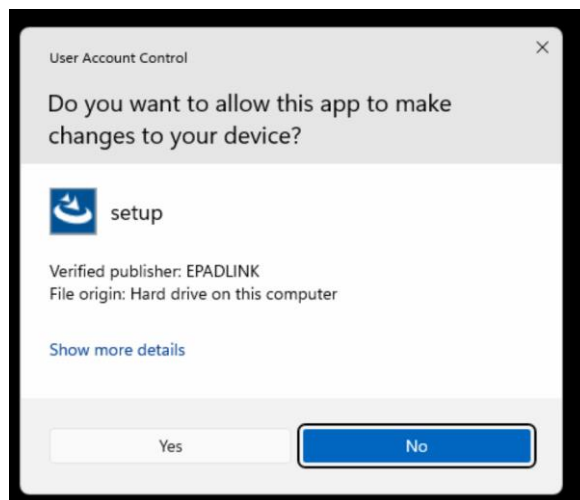 User Account Control
Do you want to allow this app to make
changes to your device?
setup
Verified publisher: EPADLINK
File origin: Hard drive on this computer
Show more details
Yes
No